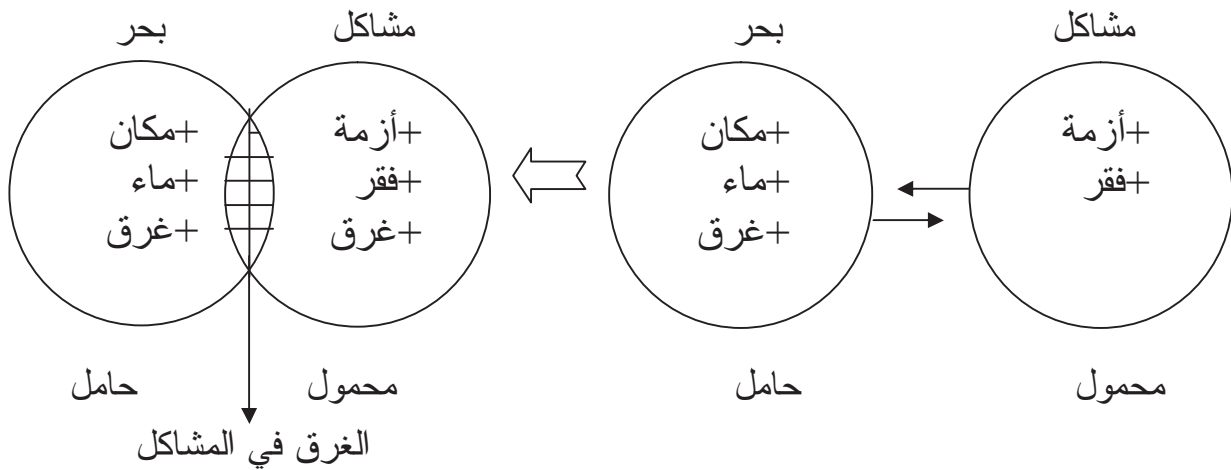 مشاكل
بحر
مشاكل
بحر
+أزمة
+فقر
+مكان
+ماء
+غرق
+أزمة
+فقر
+غرق
+مكان
+ماء
+غرق
محمول
حامل
محمول
حامل
الغرق في المشاكل